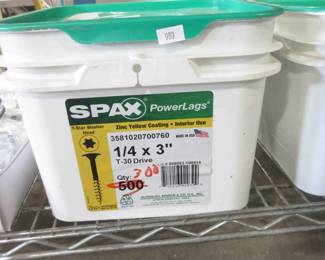 990
SPAX PowerLags
Zinc Yellow Coating • Interior Use
T-Star
Head
3581020700760
MADE IN USA
1/4 x 3"
T-30 Drive
300
Qty:
500